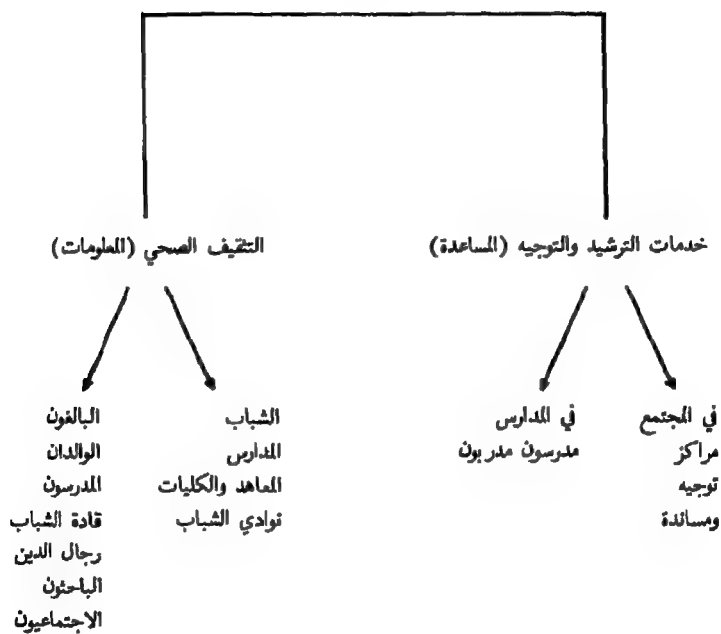 خدمات الترشيد والتوجيه (المساعدة)
التثقيف الصحي (المعلومات)
في المجتمع
مراكز
توجيه
ومساندة
في المدارس
مدرسون مدربون
الشباب
المدارس
المعاهد والكليات
نوادي الشباب
البالغون
الوالدان
المدرسون
قادة الشباب
رجال الدين
الباحثون
الاجتماعيون